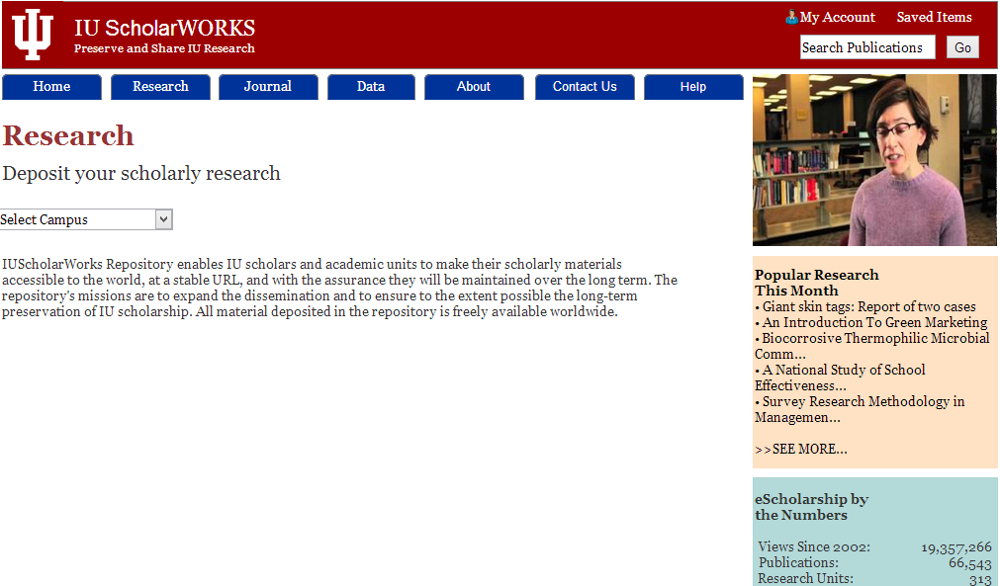 IU ScholarWORKS
Preserve and Share IU Research
My Account Saved Items
Search Publications Go
Home Research Journal Data About Contact Us Help
Research
Deposit your scholarly research
Select Campus
IUScholarWorks Repository enables IU scholars and academic units to make their scholarly materials
accessible to the world, at a stable URL, and with the assurance they will be maintained over the long term. The
repository's missions are to expand the dissemination and to ensure to the extent possible the long-term
preservation of IU scholarship. All material deposited in the repository is freely available worldwide.
Popular Research
This Month
• Giant skin tags: Report of two cases
• An Introduction To Green Marketing
• Biocorrosive Thermophilic Microbial
Comm...
• A National Study of School
Effectiveness...
• Survey Research Methodology in
Managemen...
>>SEE MORE...
eScholarship by
the Numbers
Views Since 2002: 19,357,266
Publications: 66,543
Research Units: 313